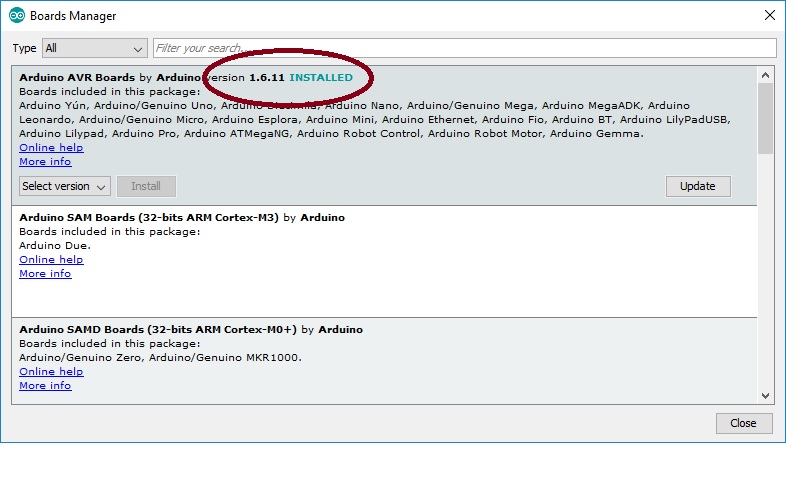 Boards Manager
Type All Filter your search...
Arduino AVR Boards by Arduino version 1.6.11 INSTALLED
Boards included in this package:
Arduino Yún, Arduino/Genuino Uno, Arduino Diecimila, Arduino Nano, Arduino/Genuino Mega, Arduino MegaADK, Arduino
Leonardo, Arduino/Genuino Micro, Arduino Esplora, Arduino Mini, Arduino Ethernet, Arduino Fio, Arduino BT, Arduino LilyPadUSB,
Arduino Lilypad, Arduino Pro, Arduino ATMegaNG, Arduino Robot Control, Arduino Robot Motor, Arduino Gemma.
Online help
More info
Select version Install Update
Arduino SAM Boards (32-bits ARM Cortex-M3) by Arduino
Boards included in this package:
Arduino Due.
Online help
More info
Arduino SAMD Boards (32-bits ARM Cortex-M0+) by Arduino
Boards included in this package:
Arduino/Genuino Zero, Arduino/Genuino MKR1000.
Online help
More info
Close